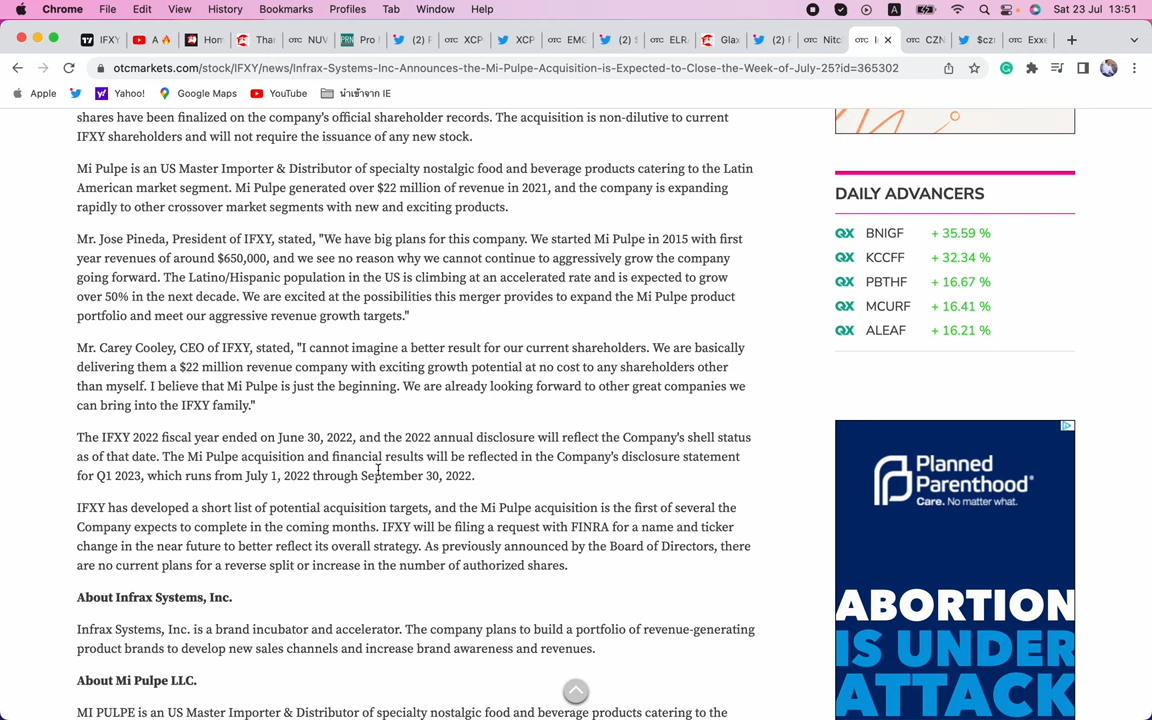 Chrome File Edit View History Bookmarks Profiles Tab Window Help A Sat 23 Jul 13:51
IFXY A Hom Thar OTC NUV PRN Pro (2) F OTC XCP XCP OTC EMG (2) S OTC ELR Glax (2) F OTC Nitc OTC I OTC CZN $cz OTC Exxe
otcmarkets.com/stock/IFXY/news/Infrax-Systems-Inc-Announces-the-Mi-Pulpe-Acquisition-is-Expected-to-Close-the-Week-of-July-25?id=365302
Apple Yahoo! Google Maps YouTube นำเข้าจาก IE
shares have been finalized on the company's official shareholder records. The acquisition is non-dilutive to current
IFXY shareholders and will not require the issuance of any new stock.
Mi Pulpe is an US Master Importer & Distributor of specialty nostalgic food and beverage products catering to the Latin
American market segment. Mi Pulpe generated over $22 million of revenue in 2021, and the company is expanding
rapidly to other crossover market segments with new and exciting products.
Mr. Jose Pineda, President of IFXY, stated, "We have big plans for this company. We started Mi Pulpe in 2015 with first
year revenues of around $650,000, and we see no reason why we cannot continue to aggressively grow the company
going forward. The Latino/Hispanic population in the US is climbing at an accelerated rate and is expected to grow
over 50% in the next decade. We are excited at the possibilities this merger provides to expand the Mi Pulpe product
portfolio and meet our aggressive revenue growth targets."
Mr. Carey Cooley, CEO of IFXY, stated, "I cannot imagine a better result for our current shareholders. We are basically
delivering them a $22 million revenue company with exciting growth potential at no cost to any shareholders other
than myself. I believe that Mi Pulpe is just the beginning. We are already looking forward to other great companies we
can bring into the IFXY family."
The IFXY 2022 fiscal year ended on June 30, 2022, and the 2022 annual disclosure will reflect the Company's shell status
as of that date. The Mi Pulpe acquisition and financial results will be reflected in the Company's disclosure statement
for Q1 2023, which runs from July 1, 2022 through September 30, 2022.
IFXY has developed a short list of potential acquisition targets, and the Mi Pulpe acquisition is the first of several the
Company expects to complete in the coming months. IFXY will be filing a request with FINRA for a name and ticker
change in the near future to better reflect its overall strategy. As previously announced by the Board of Directors, there
are no current plans for a reverse split or increase in the number of authorized shares.
About Infrax Systems, Inc.
Infrax Systems, Inc. is a brand incubator and accelerator. The company plans to build a portfolio of revenue-generating
product brands to develop new sales channels and increase brand awareness and revenues.
About Mi Pulpe LLC.
MI PULPE is an US Master Importer & Distributor of specialty nostalgic food and beverage products catering to the
DAILY ADVANCERS
QX BNIGF + 35.59 %
QX KCCFF + 32.34 %
QX PBTHF + 16.67 %
QX MCURF + 16.41 %
QX ALEAF + 16.21 %
Planned
Parenthood®
Care. No matter what.
ABORTION
IS UNDER
ATTACK